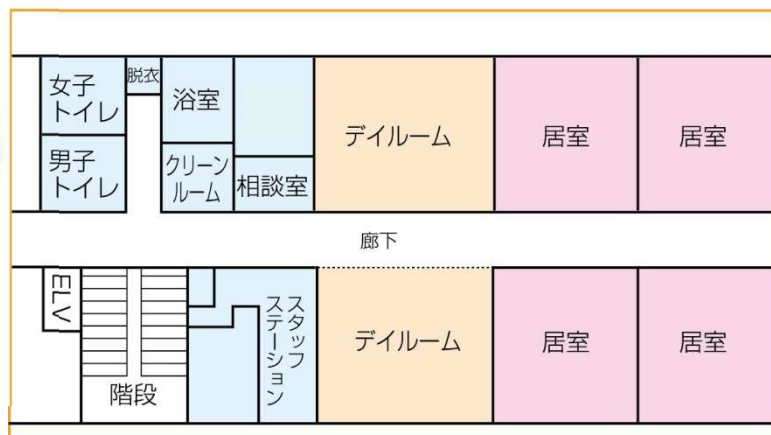 女子
トイレ
脱衣
浴室
デイルーム
居室
居室
男子
トイレ
クリーン
ルーム
相談室
廊下
ELV
階段
スタッフ
ステーション
デイルーム
居室
居室